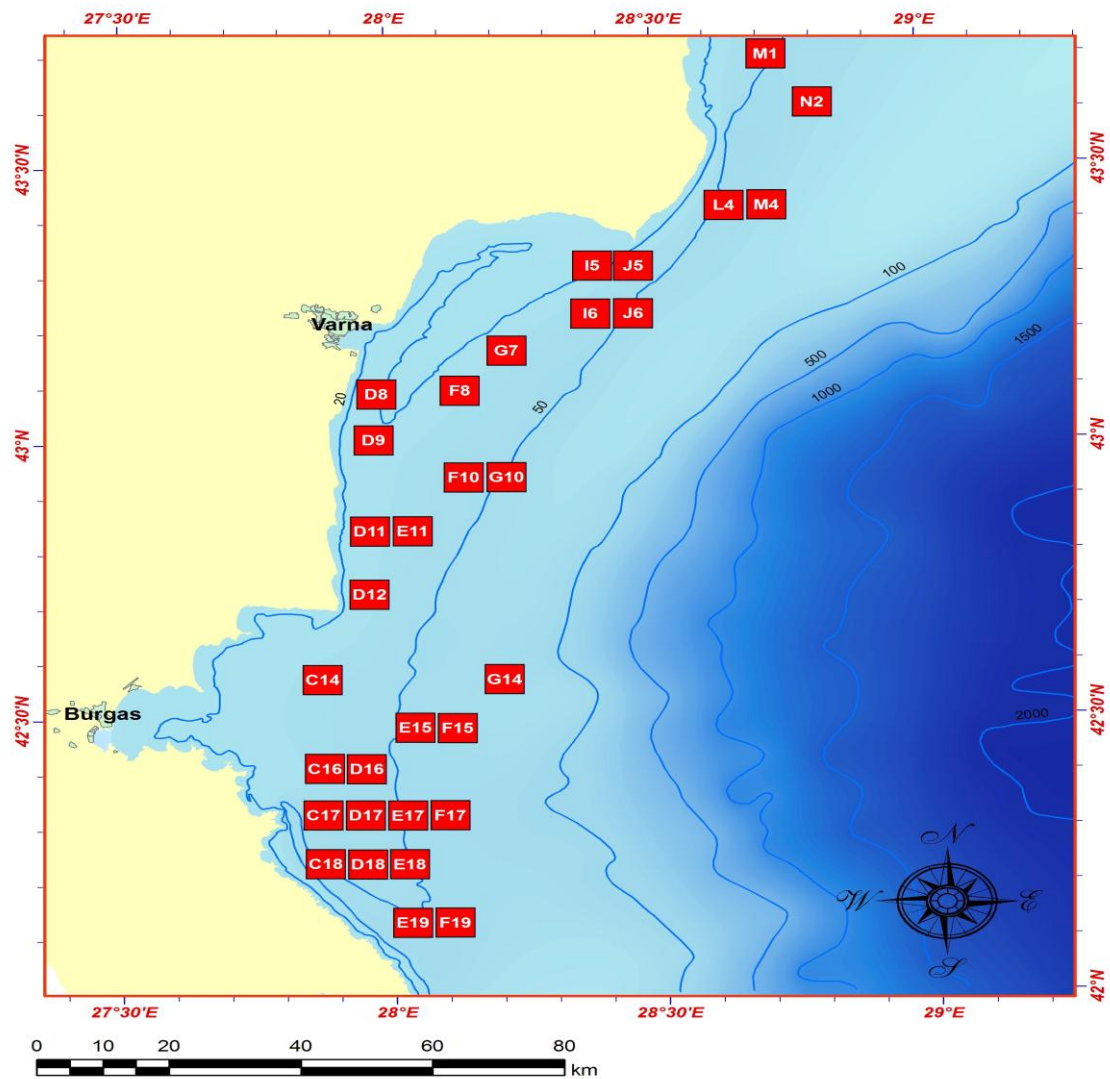 27°30'E 28°E 28°30'E 29°E
M1
N2
43°30'N 43°30'N
L4 M4
I5 J5
100
I6 J6
Varna
1500
G7
500
D8 F8
1000
20
50
D9
43°N 43°N
F10 G10
D11 E11
D12
C14 G14
Burgas
42°30'N 42°30'N
2000
E15 F15
C16 D16
C17 D17 E17 F17
N
C18 D18 E18
W E
E19 F19
S
42°N
27°30'E 28°E 28°30'E 29°E
0 10 20 40 60 80
km